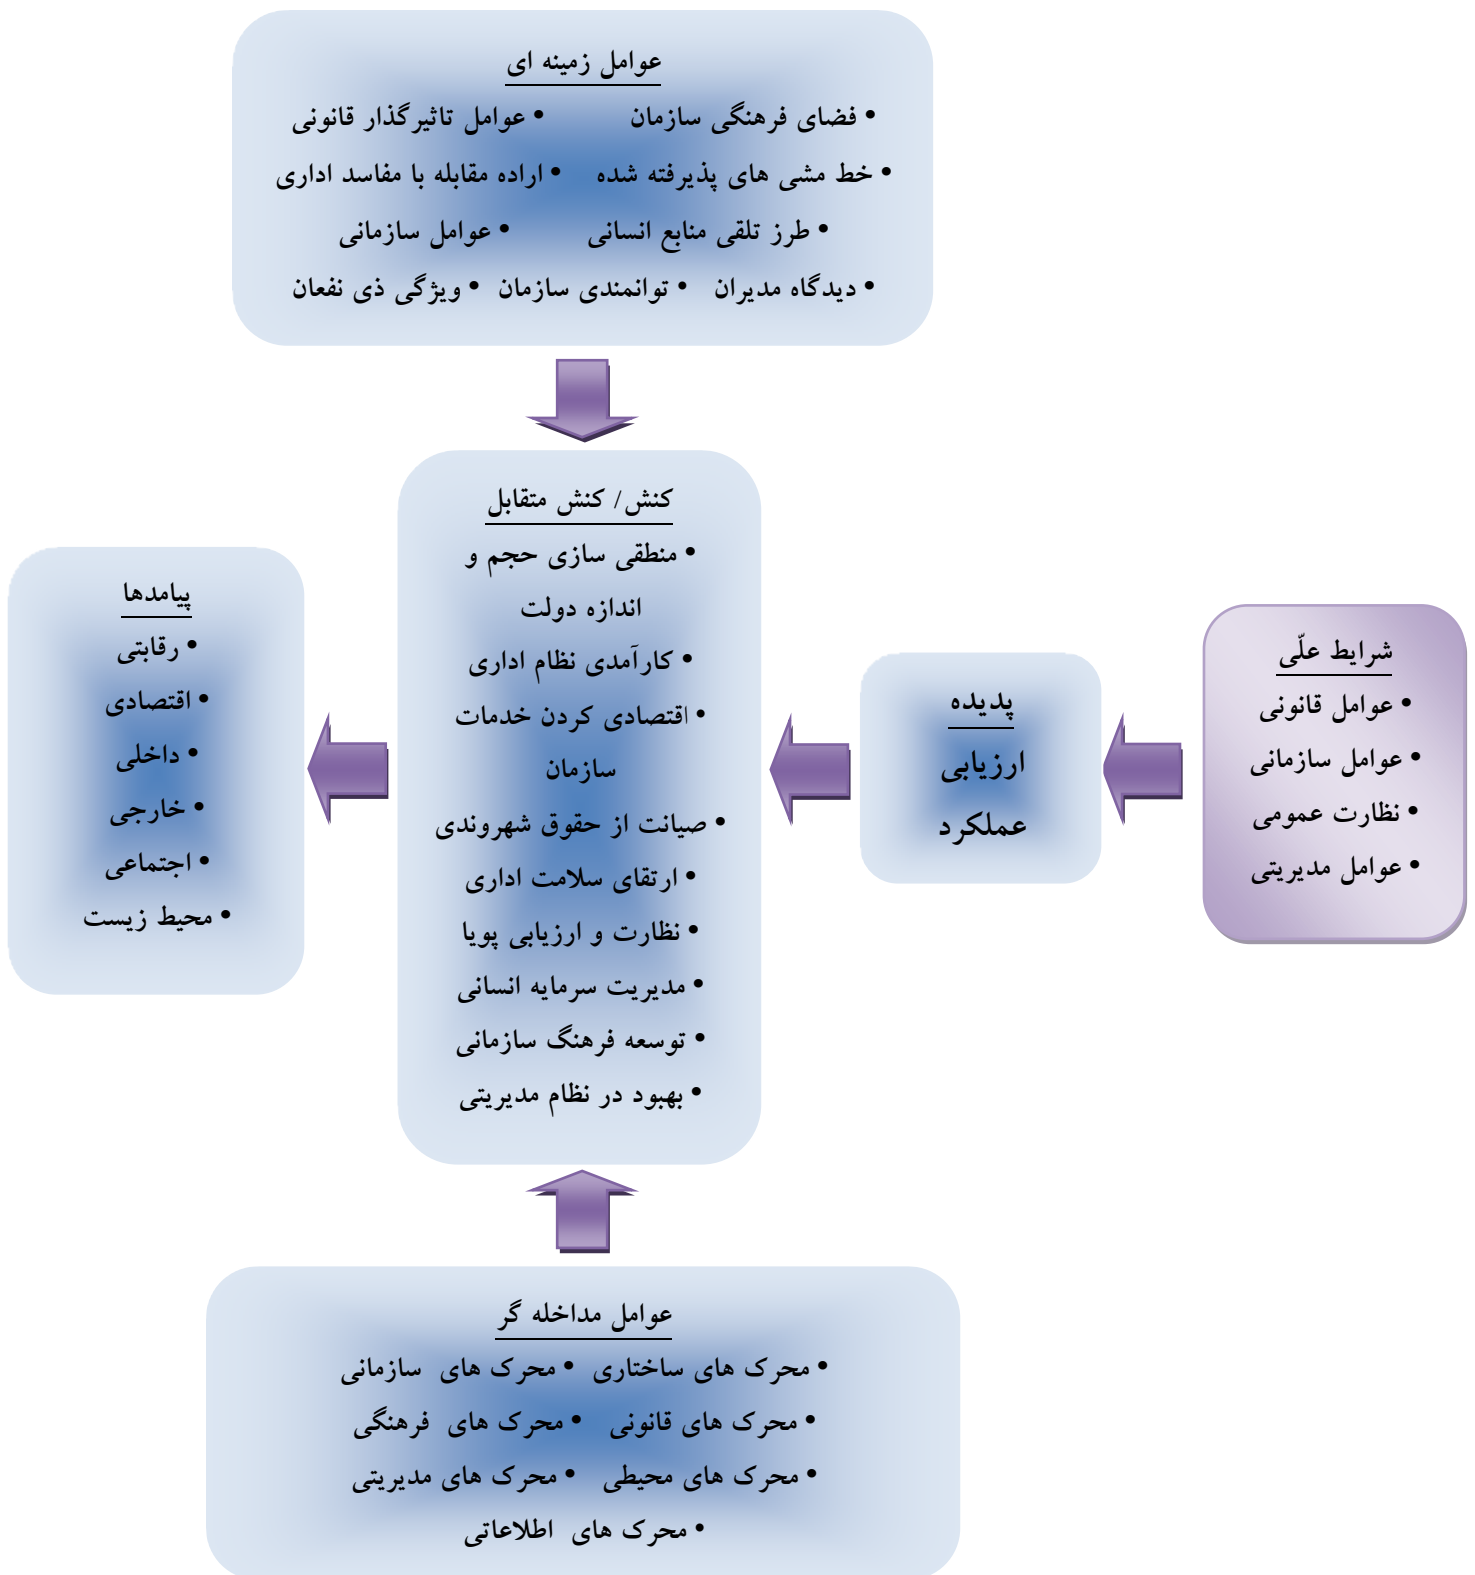 عوامل زمینه ای
• فضای فرهنگی سازمان • عوامل تاثیرگذار قانونی
• خط مشی های پذیرفته شده • اراده مقابله با مفاسد اداری
• طرز تلقی منابع انسانی • عوامل سازمانی
• دیدگاه مدیران • توانمندی سازمان • ویژگی ذی نفعان
شرایط علّی
• عوامل قانونی
• عوامل سازمانی
• نظارت عمومی
• عوامل مدیریتی
پدیده
ارزیابی
عملکرد
کنش/ کنش متقابل
• منطقی سازی حجم و
اندازه دولت
• کارآمدی نظام اداری
• اقتصادی کردن خدمات
سازمان
• صیانت از حقوق شهروندی
• ارتقای سلامت اداری
• نظارت و ارزیابی پویا
• مدیریت سرمایه انسانی
• توسعه فرهنگ سازمانی
• بهبود در نظام مدیریتی
پیامدها
• رقابتی
• اقتصادی
• داخلی
• خارجی
• اجتماعی
• محیط زیست
عوامل مداخله گر
• محرک های ساختاری • محرک های سازمانی
• محرک های قانونی • محرک های فرهنگی
• محرک های محیطی • محرک های مدیریتی
• محرک های اطلاعاتی